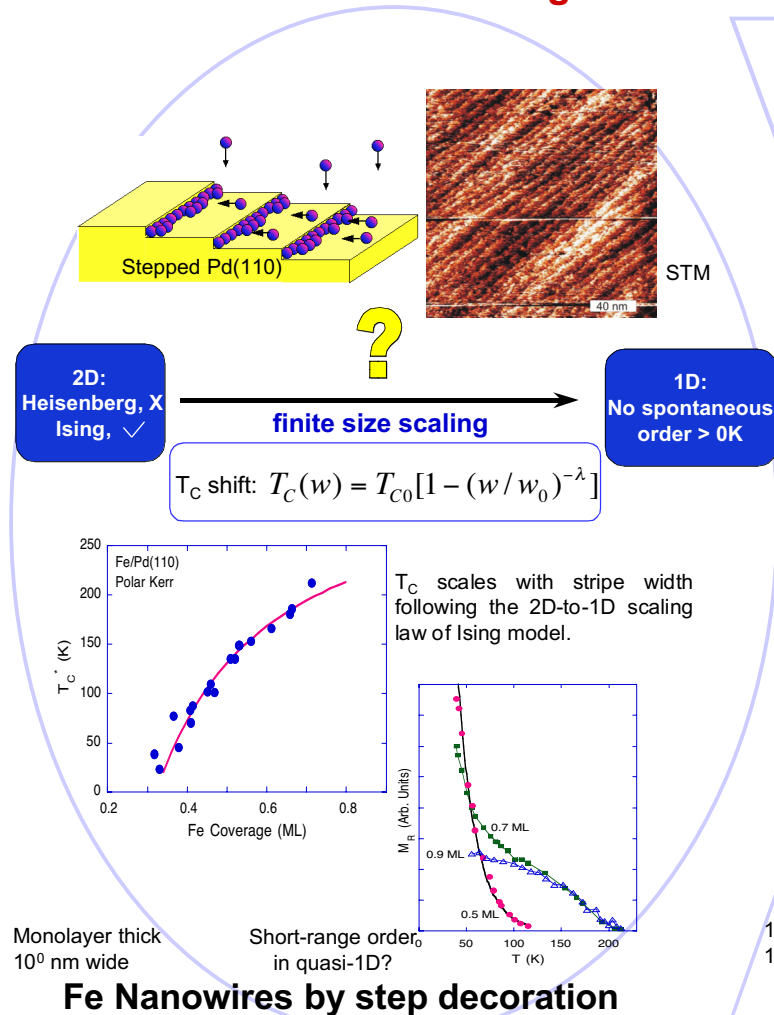 g
Stepped Pd(110)
40 nm
STM
?
2D:
Heisenberg, X
Ising, ✓
finite size scaling
1D:
No spontaneous
order > 0K
T_C shift: T_C(w) = T_C0[1 − (w / w_0)^−λ]
250
200
150
100
50
0
T_C* (K)
Fe/Pd(110)
Polar Kerr
0.2 0.4 0.6 0.8
Fe Coverage (ML)
T_C scales with stripe width
following the 2D-to-1D scaling
law of Ising model.
M_R (Arb. Units)
0.7 ML
0.9 ML
0.5 ML
0 50 100 150 200
T (K)
Monolayer thick
10⁰ nm wide
Short-range order
in quasi-1D?
1
1
Fe Nanowires by step decoration